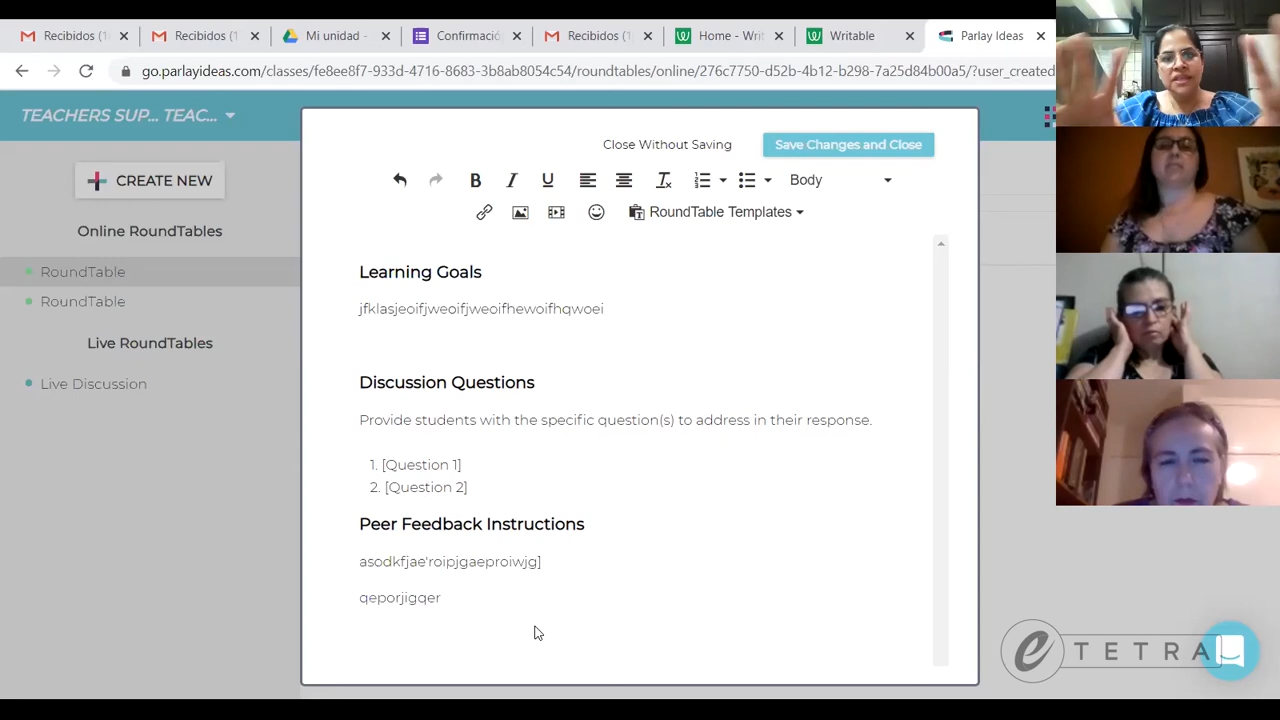 Recibidos (1
Recibidos (1
Mi unidad -
Confirmaci
Recibidos (1
Home - Writ
Writable
Parlay Ideas
go.parlayideas.com/classes/fe8ee8f7-933d-4716-8683-3b8ab8054c54/roundtables/online/276c7750-d52b-4b12-b298-7a25dd4b00a5/?user_created
TEACHERS SUP... TEAC...
CREATE NEW
Online RoundTables
RoundTable
RoundTable
Live RoundTables
Live Discussion
Close Without Saving
Save Changes and Close
B I U Body
RoundTable Templates
Learning Goals
jfklasjeoifjweoifjweoifhewoifhqwoei
Discussion Questions
Provide students with the specific question(s) to address in their response.
1. [Question 1]
2. [Question 2]
Peer Feedback Instructions
asodkfjae'roipjgaeproiwjg]
qeporjigqer
e TETRA